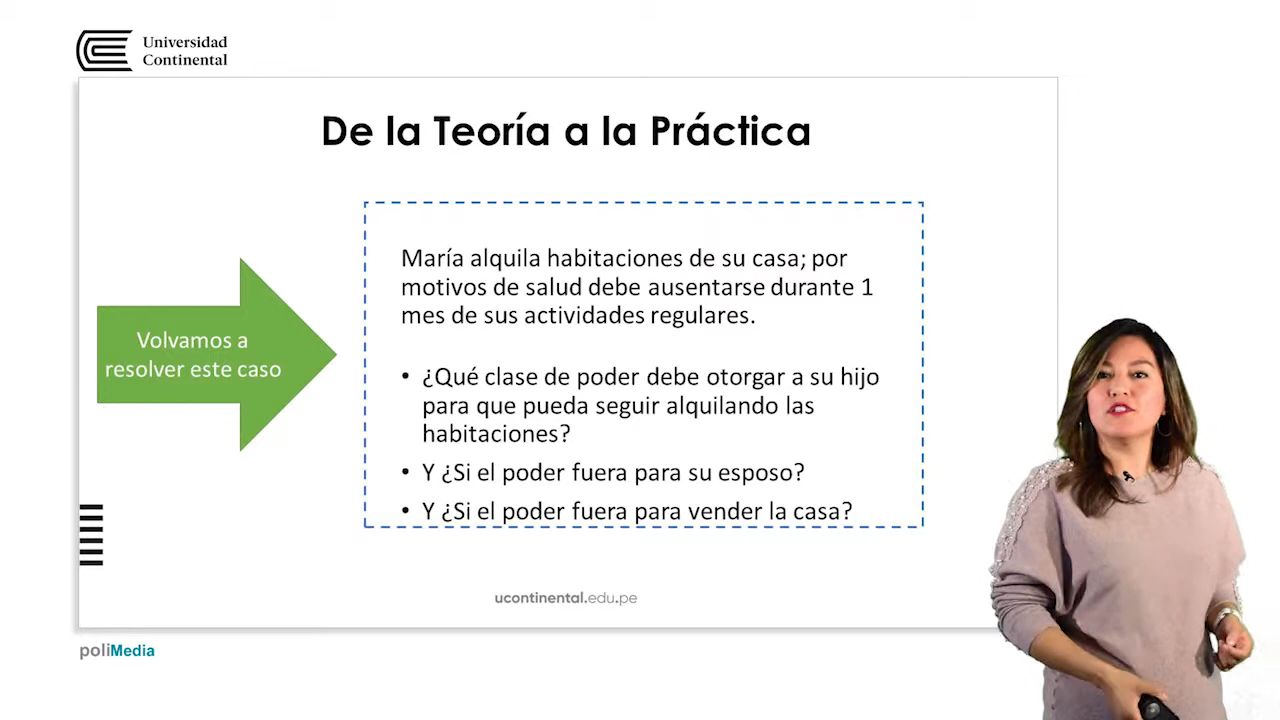 Universidad
Continental
De la Teoría a la Práctica
Volvamos a
resolver este caso
María alquila habitaciones de su casa; por
motivos de salud debe ausentarse durante 1
mes de sus actividades regulares.
• ¿Qué clase de poder debe otorgar a su hijo
para que pueda seguir alquilando las
habitaciones?
• Y ¿Si el poder fuera para su esposo?
• Y ¿Si el poder fuera para vender la casa?
ucontinental.edu.pe
poliMedia